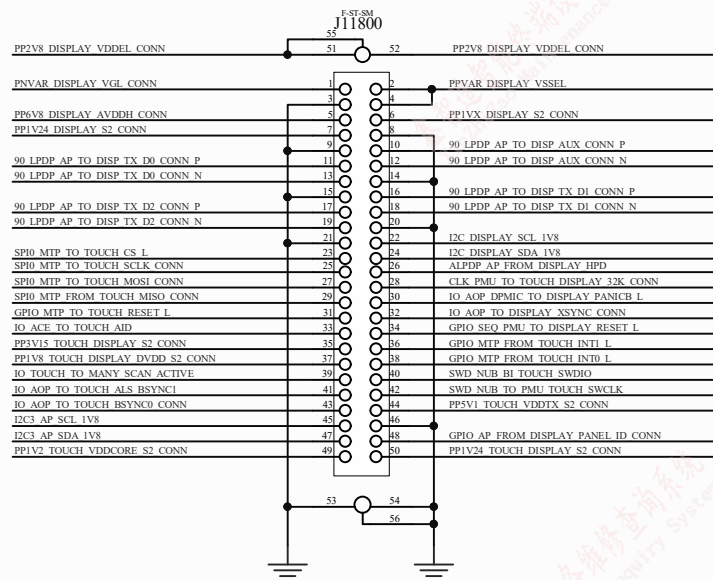 F-ST-SM
J11800
55
PP2V8 DISPLAY VDDEL CONN 51 52 PP2V8 DISPLAY VDDEL CONN
PNVAR DISPLAY VGL CONN 1 2 PPVAR DISPLAY VSSEL
3 4
PP6V8 DISPLAY AVDDH CONN 5 6 PP1VX DISPLAY S2 CONN
PP1V24 DISPLAY S2 CONN 7 8
9 10 90 LPDP AP TO DISP AUX CONN P
90 LPDP AP TO DISP TX D0 CONN P 11 12 90 LPDP AP TO DISP AUX CONN N
90 LPDP AP TO DISP TX D0 CONN N 13 14
15 16 90 LPDP AP TO DISP TX D1 CONN P
90 LPDP AP TO DISP TX D2 CONN P 17 18 90 LPDP AP TO DISP TX D1 CONN N
90 LPDP AP TO DISP TX D2 CONN N 19 20
21 22 I2C DISPLAY SCL 1V8
SPI0 MTP TO TOUCH CS L 23 24 I2C DISPLAY SDA 1V8
SPI0 MTP TO TOUCH SCLK CONN 25 26 ALPDP AP FROM DISPLAY HPD
SPI0 MTP TO TOUCH MOSI CONN 27 28 CLK PMU TO TOUCH DISPLAY 32K CONN
SPI0 MTP FROM TOUCH MISO CONN 29 30 IO AOP DPMIC TO DISPLAY PANICB L
GPIO MTP TO TOUCH RESET L 31 32 IO AOP TO DISPLAY XSYNC CONN
IO ACE TO TOUCH AID 33 34 GPIO SEQ PMU TO DISPLAY RESET L
PP3V15 TOUCH DISPLAY S2 CONN 35 36 GPIO MTP FROM TOUCH INT1 L
PP1V8 TOUCH DISPLAY DVDD S2 CONN 37 38 GPIO MTP FROM TOUCH INT0 L
IO TOUCH TO MANY SCAN ACTIVE 39 40 SWD NUB BI TOUCH SWDIO
IO AOP TO TOUCH ALS BSYNC1 41 42 SWD NUB TO PMU TOUCH SWCLK
IO AOP TO TOUCH BSYNC0 CONN 43 44 PP5V1 TOUCH VDDTX S2 CONN
I2C3 AP SCL 1V8 45 46
I2C3 AP SDA 1V8 47 48 GPIO AP FROM DISPLAY PANEL ID CONN
PP1V2 TOUCH VDDCORE S2 CONN 49 50 PP1V24 TOUCH DISPLAY S2 CONN
53 54
56